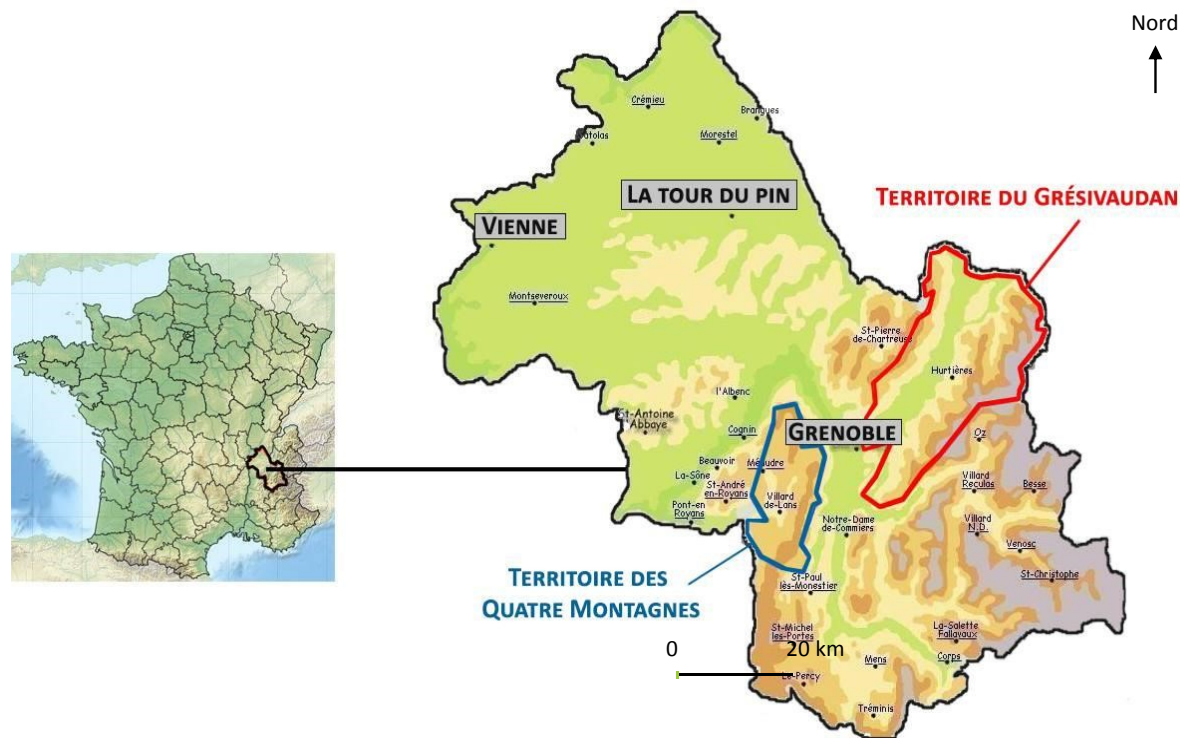 Nord
Crémieu
Brangues
Morestel
LA TOUR DU PIN
TERRITOIRE DU GRÉSIVAUDAN
VIENNE
Montseveroux
St-Pierre
de-Chartreuse
Hurtières
l'Albenc
St-Antoine
Abbaye
Cognin
GRENOBLE
Oz
Beauvoir
Méaudre
La-Sône
St-André
en-Royans
Villard
de-Lans
Villard
Reculas
Besse
Pont-en
Royans
Notre-Dame
de-Commiers
Villard
N.D.
Venosc
TERRITOIRE DES
QUATRE MONTAGNES
St-Paul
lès-Monestier
St-Christophe
St-Michel
les-Portes
La-Salette
Fallavaux
0
20 km
Mens
Corps
Le-Percy
Tréminis